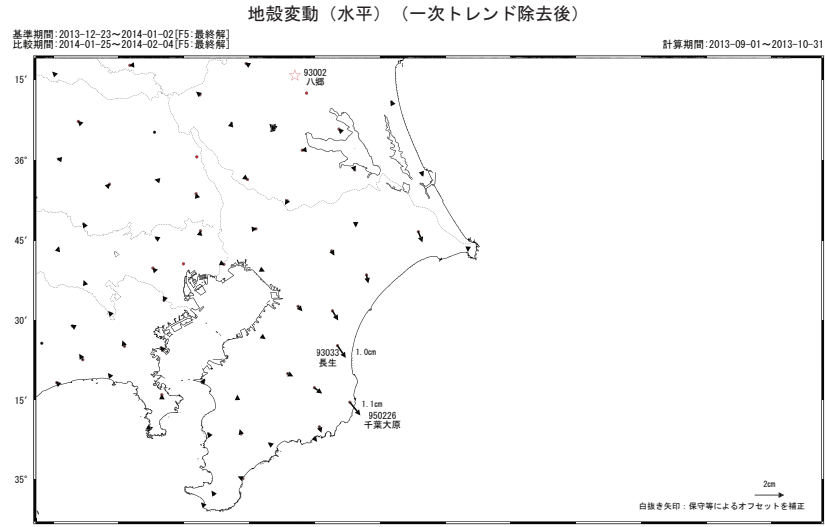 地殻変動（水平）（一次トレンド除去後）
基準期間:2013-12-23〜2014-01-02[F5:最終解]
比較期間:2014-01-25〜2014-02-04[F5:最終解]
計算期間:2013-09-01〜2013-10-31
15′
93002
八郷
36°
45′
30′
93033
長生
1.0cm
15′
1.1cm
950226
千葉大原
35°
2cm
白抜き矢印：保守等によるオフセットを補正